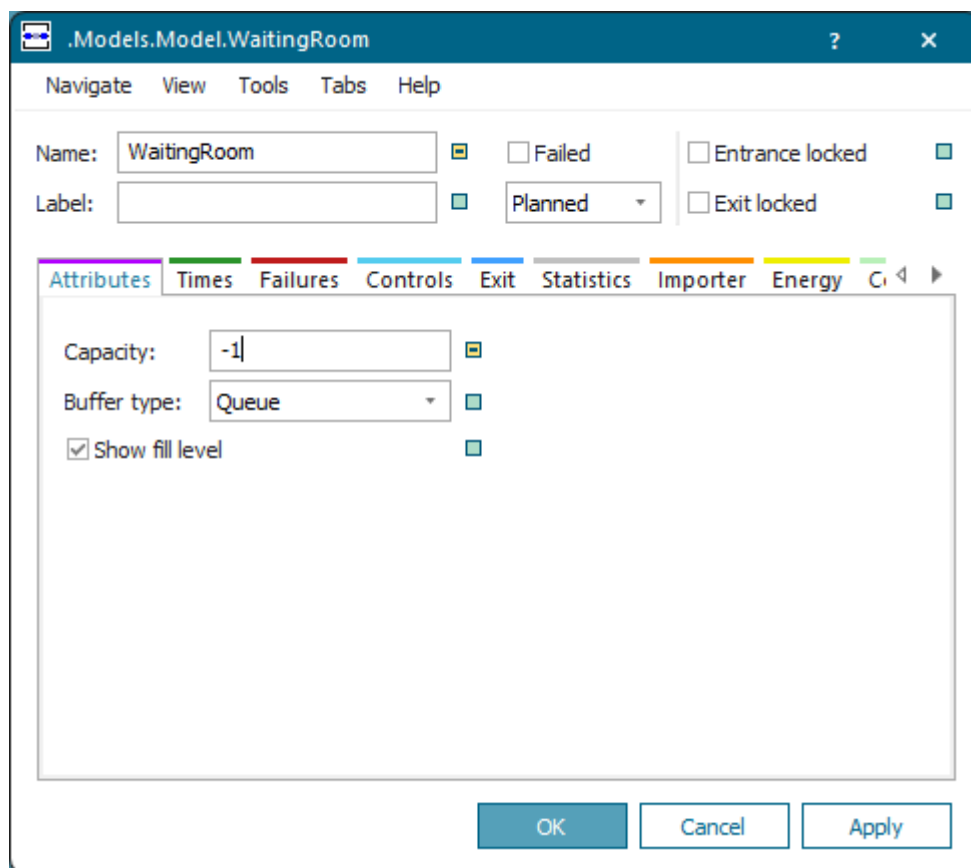 .Models.Model.WaitingRoom ? ×
Navigate View Tools Tabs Help
Name: WaitingRoom Failed Entrance locked
Label: Planned Exit locked
Attributes Times Failures Controls Exit Statistics Importer Energy
Capacity: -1
Buffer type: Queue
Show fill level
OK Cancel Apply